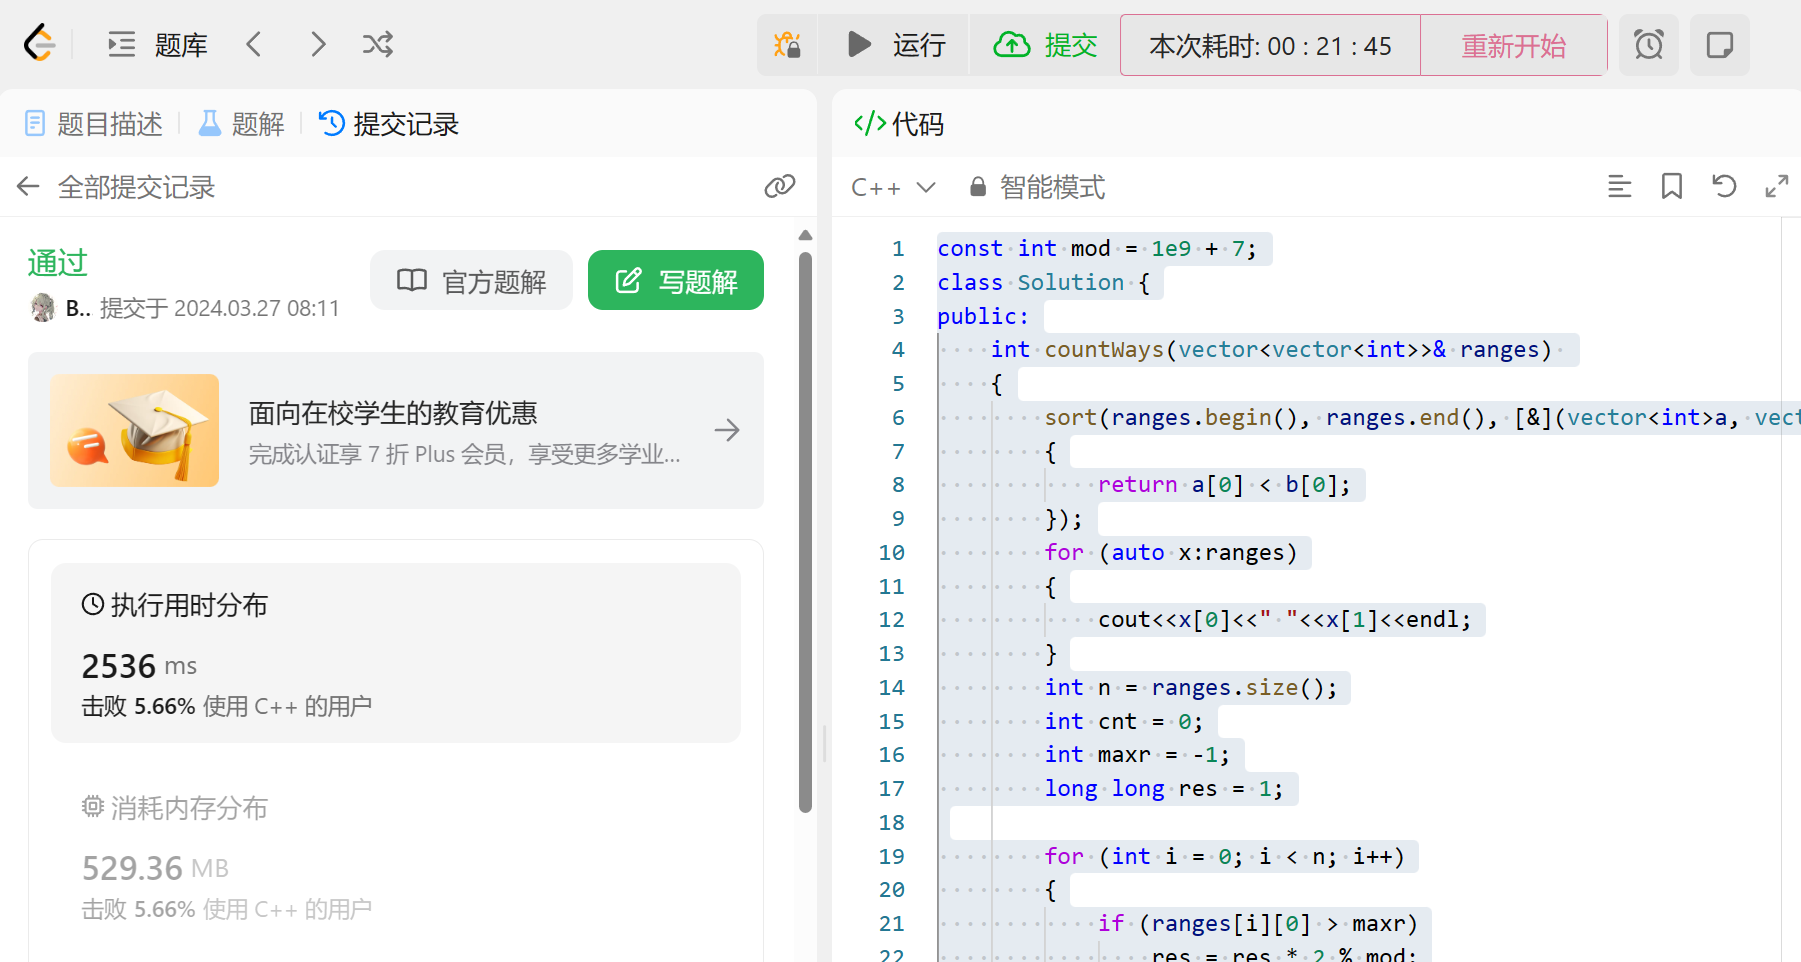 题库
运行
提交
本次耗时: 00 : 21 : 45
重新开始
题目描述
题解
提交记录
全部提交记录
通过
B.. 提交于 2024.03.27 08:11
官方题解
写题解
面向在校学生的教育优惠
完成认证享 7 折 Plus 会员，享受更多学业...
执行用时分布
2536 ms
击败 5.66% 使用 C++ 的用户
消耗内存分布
529.36 MB
击败 5.66% 使用 C++ 的用户
</> 代码
C++
智能模式
1 const int mod = 1e9 + 7;
2 class Solution {
3 public:
4     int countWays(vector<vector<int>>& ranges)
5     {
6         sort(ranges.begin(), ranges.end(), [&](vector<int>a, vect
7         {
8             return a[0] < b[0];
9         });
10         for (auto x:ranges)
11         {
12             cout<<x[0]<<" "<<x[1]<<endl;
13         }
14         int n = ranges.size();
15         int cnt = 0;
16         int maxr = -1;
17         long long res = 1;
18
19         for (int i = 0; i < n; i++)
20         {
21             if (ranges[i][0] > maxr)
22                 res = res * 2 % mod;